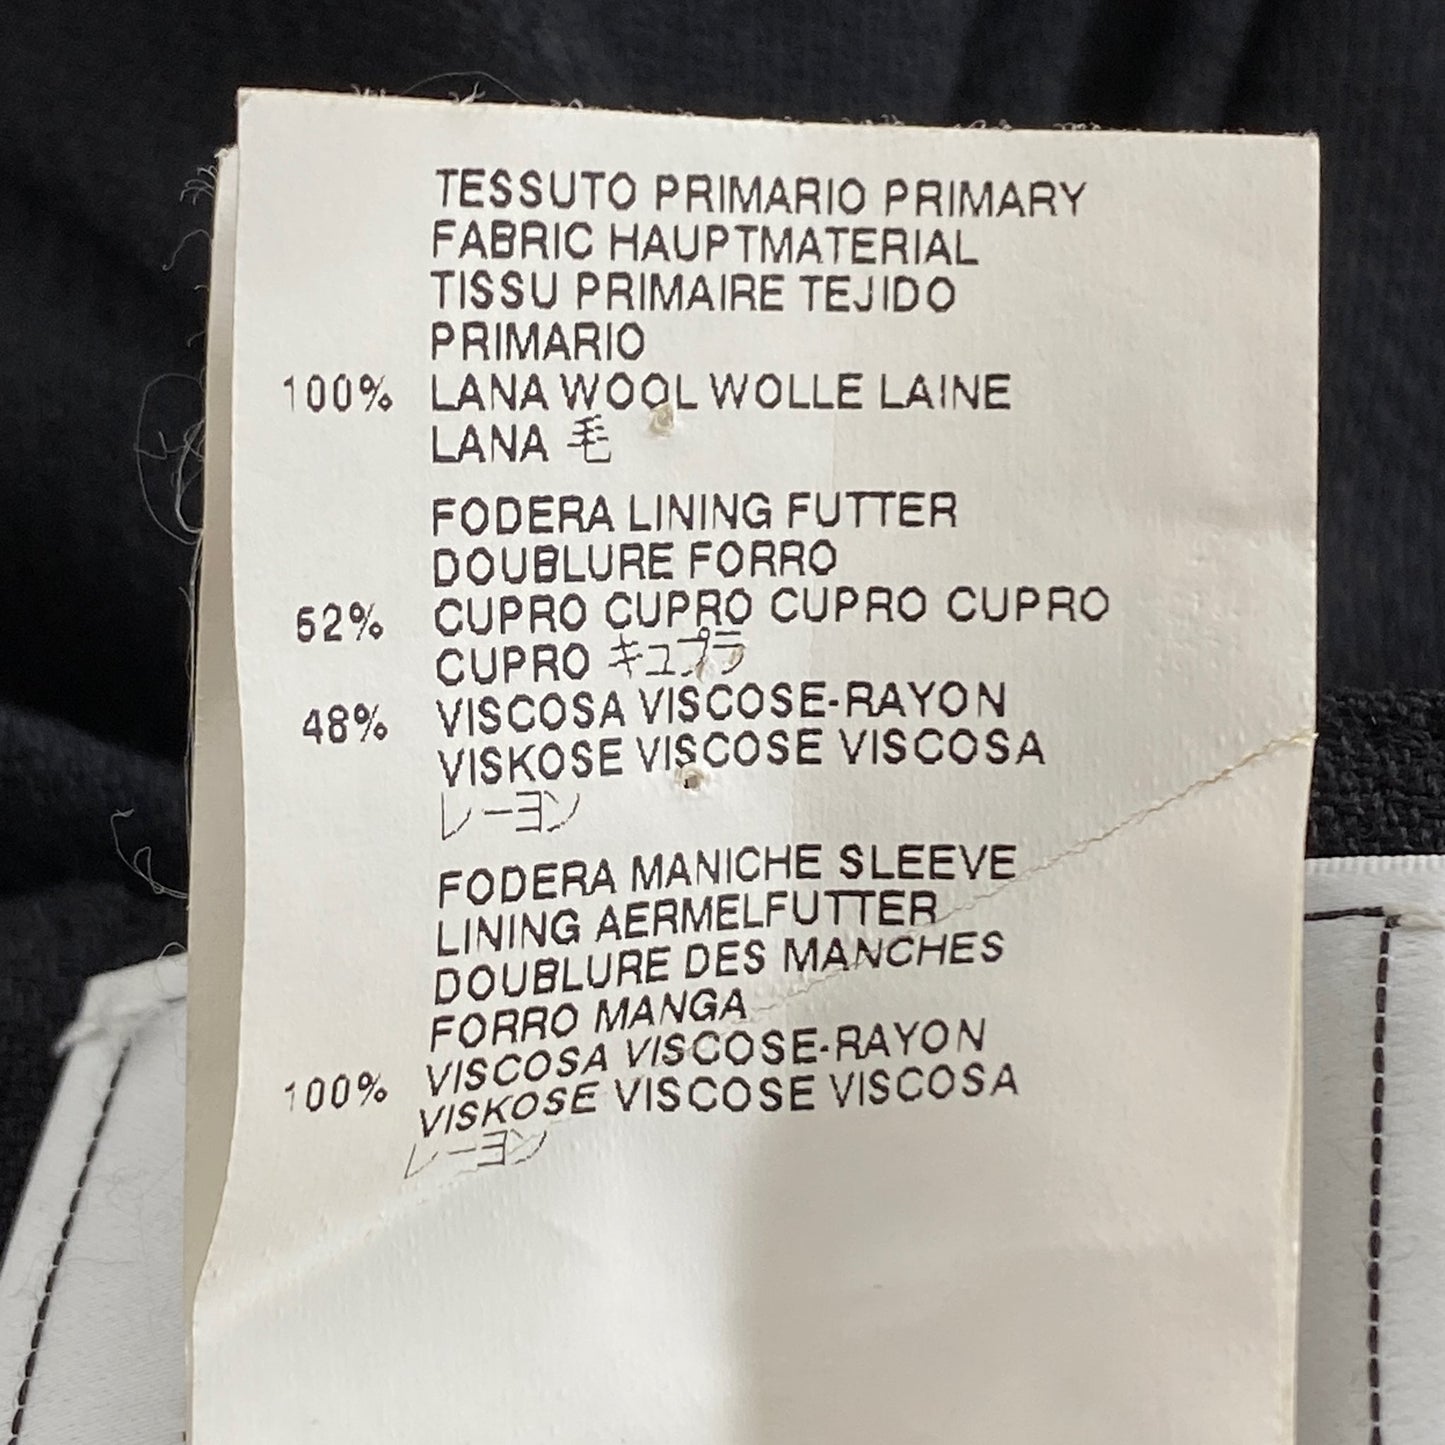 TESSUTO PRIMARIO PRIMARY
FABRIC HAUPTMATERIAL
TISSU PRIMAIRE TEJIDO
PRIMARIO
100% LANA WOOL WOLLE LAINE
LANA 毛
FODERA LINING FUTTER
DOUBLURE FORRO
52% CUPRO CUPRO CUPRO CUPRO
CUPRO キュプラ
48% VISCOSA VISCOSE-RAYON
VISKOSE VISCOSE VISCOSA
レーヨン
FODERA MANICHE SLEEVE
LINING AERMELFUTTER
DOUBLURE DES MANCHES
FORRO MANGA
100% VISCOSA VISCOSE-RAYON
VISKOSE VISCOSE VISCOSA
レーヨン